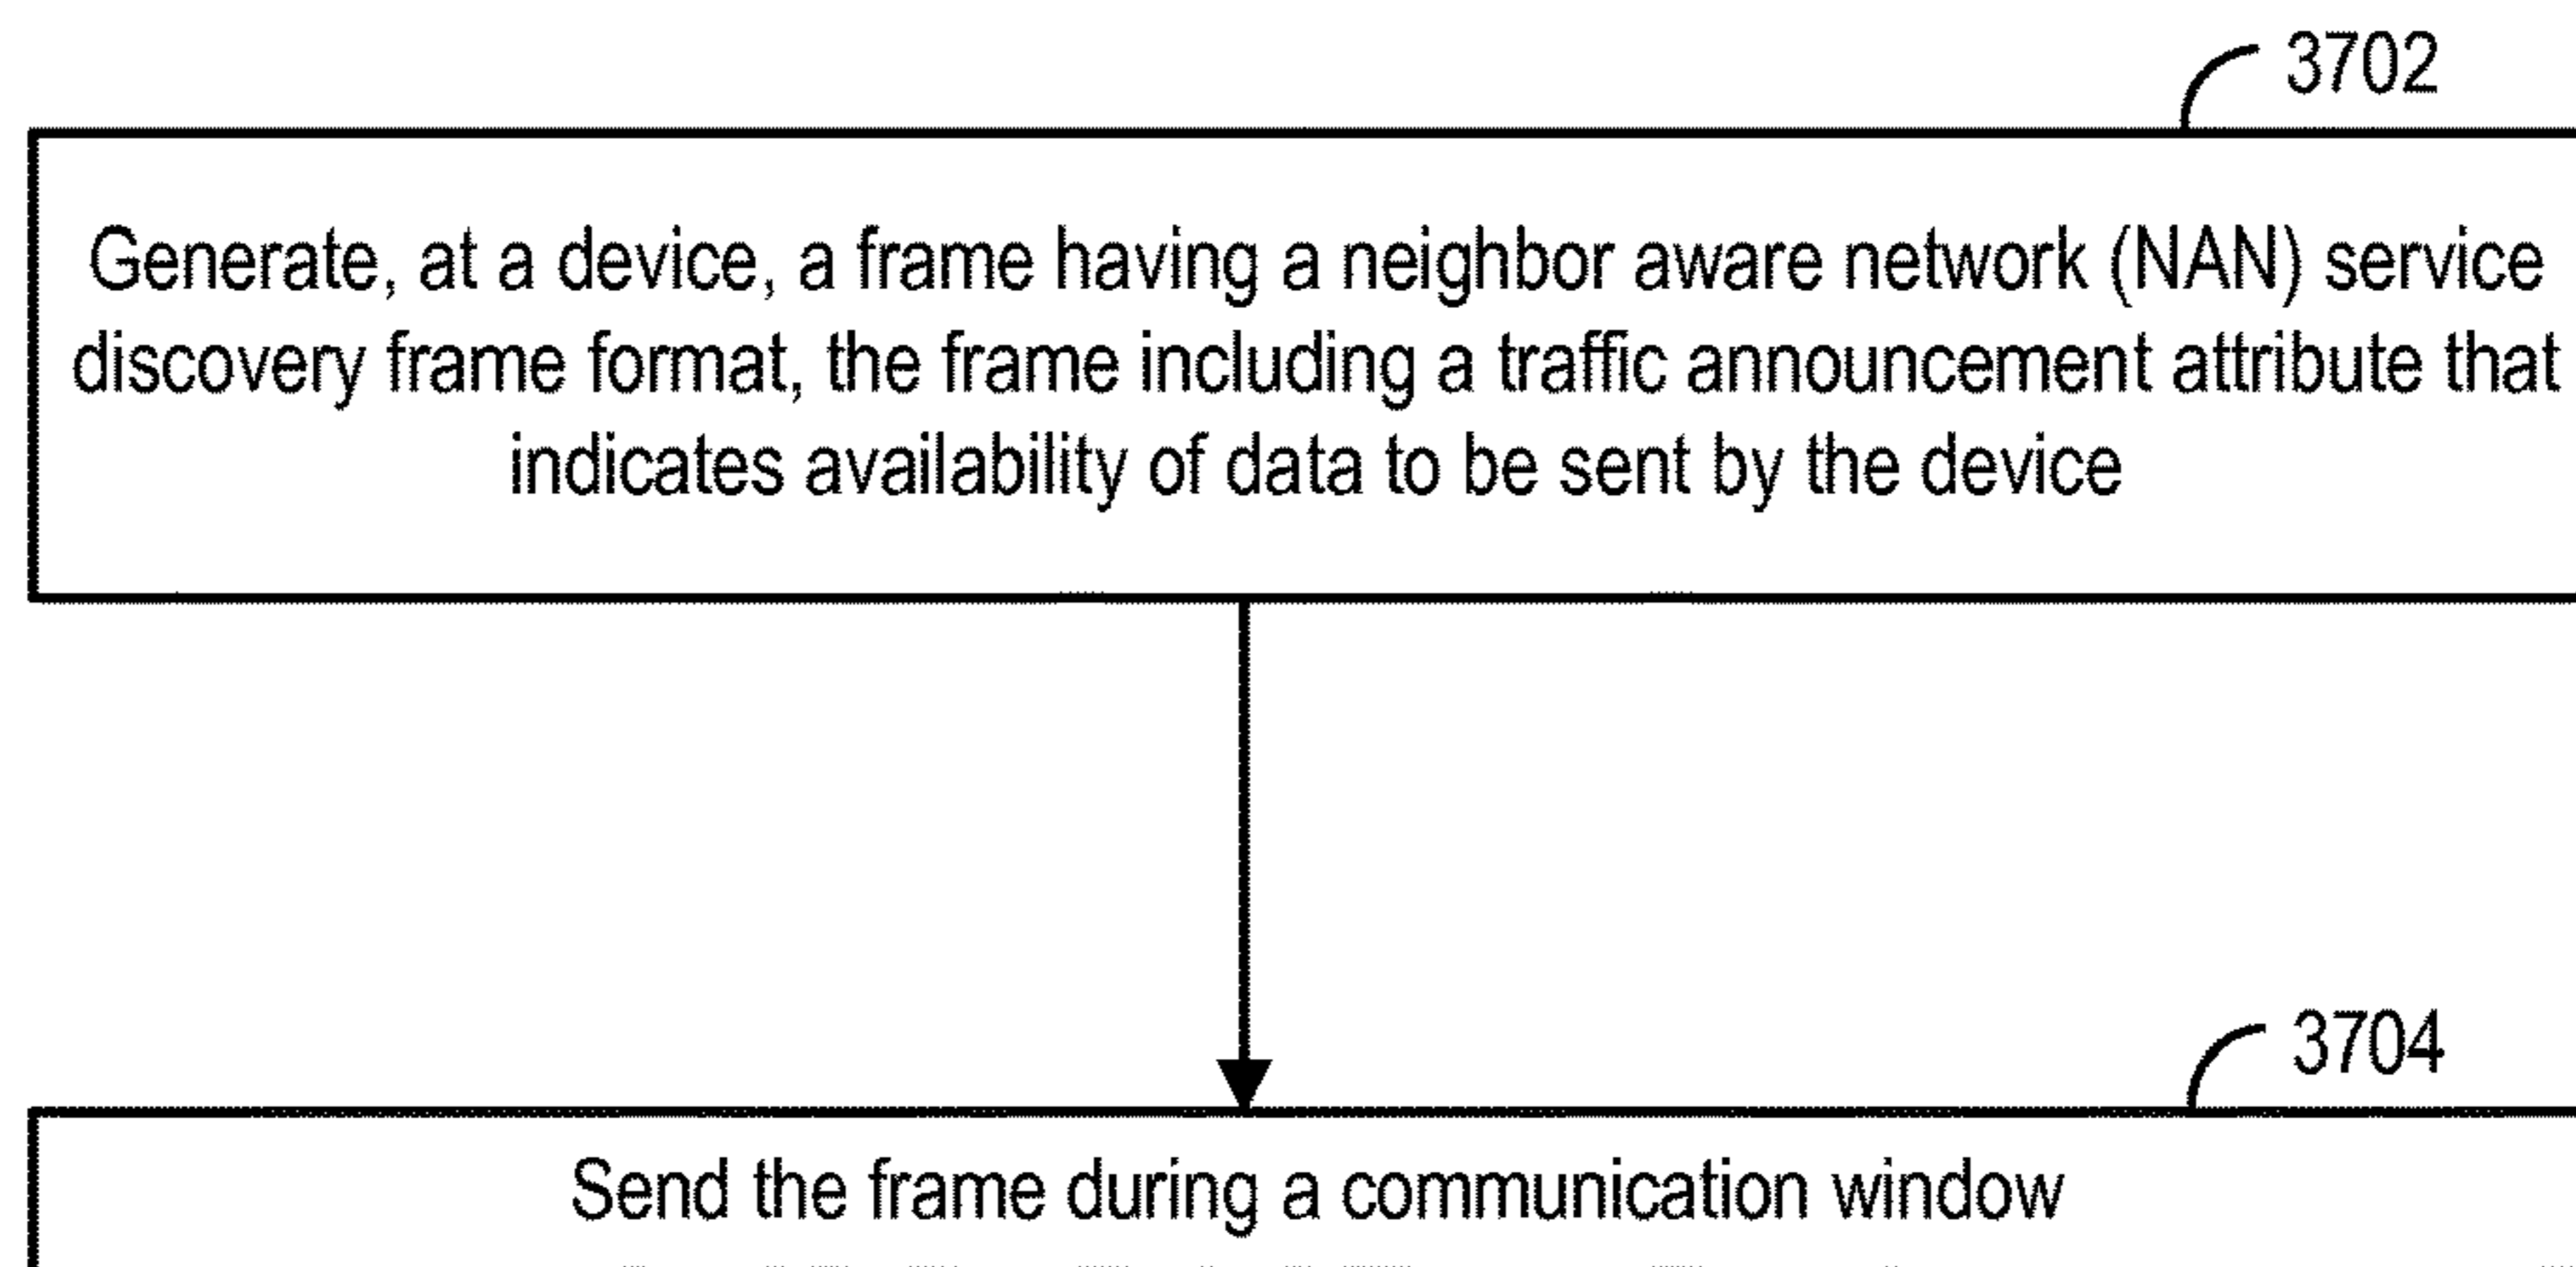 3702
Generate, at a device, a frame having a neighbor aware network (NAN) service
discovery frame format, the frame including a traffic announcement attribute that
indicates availability of data to be sent by the device
3704
Send the frame during a communication window